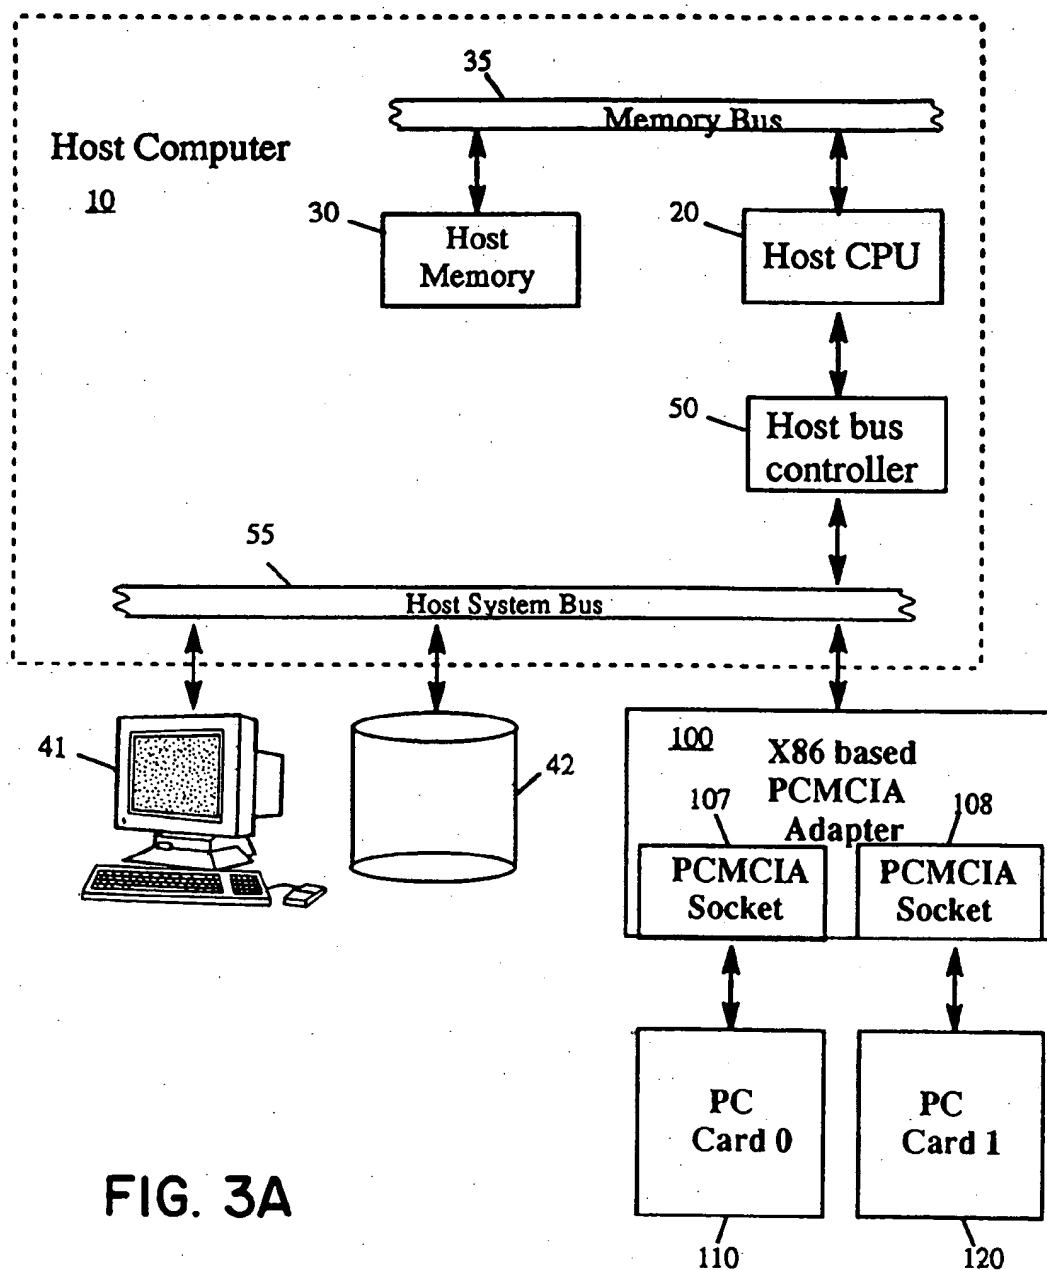 35
Memory Bus
Host Computer
10
30
Host
Memory
20
Host CPU
50
Host bus
controller
55
Host System Bus
41
42
100
X86 based
PCMCIA
Adapter
107
108
PCMCIA
Socket
PCMCIA
Socket
PC
Card 0
PC
Card 1
FIG. 3A
110
120